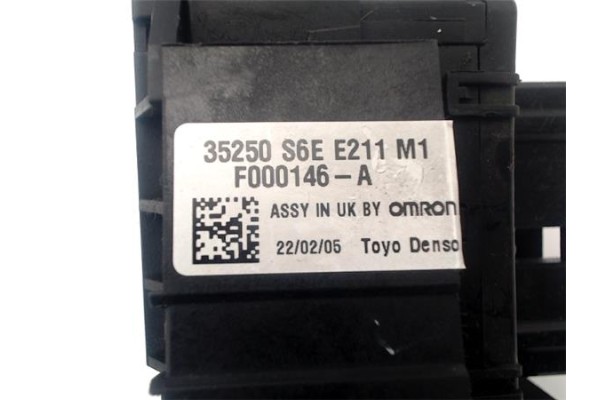 35250 S6E E211 M1
F000146-A
ASSY IN UK BY OMRON
22/02/05 Toyo Denso